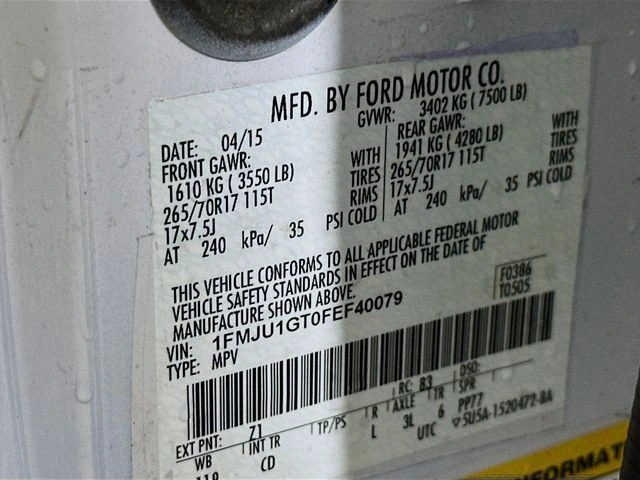 MFD. BY FORD MOTOR CO.
DATE: 04/15 GVWR: 3402 KG ( 7500 LB)
FRONT GAWR: REAR GAWR:
1610 KG ( 3550 LB) WITH 1941 KG ( 4280 LB) WITH
265/70R17 115T TIRES 265/70R17 115T TIRES
17x7.5J RIMS 17x7.5J RIMS
AT 240 kPa/ 35 PSI COLD AT 240 kPa/ 35 PSI COLD
THIS VEHICLE CONFORMS TO ALL APPLICABLE FEDERAL MOTOR
VEHICLE SAFETY STANDARDS IN EFFECT ON THE DATE OF
MANUFACTURE SHOWN ABOVE.
VIN: 1FMJU1GT0FEF40079
TYPE: MPV
F0386
T0505
EXT PNT: Z1 RC: 83 DSO:
WB INT TR TP/PS R AXLE TR SPR
119 CD L 3L 6 PP77
UTC ▽5U5A-1520472-BA
INFORMAT